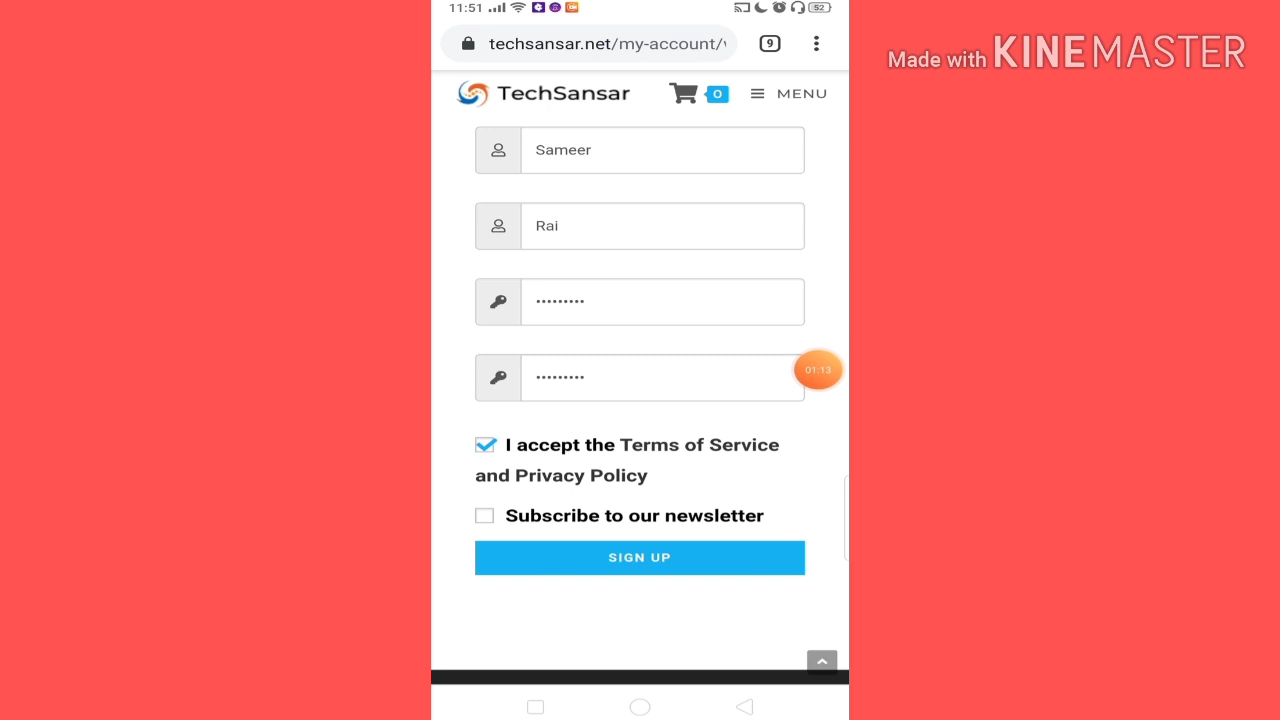 11:51
52
techsansar.net/my-account/
9
Made with KINEMASTER
TechSansar
0
MENU
Sameer
Rai
•••••••••
•••••••••
01:13
I accept the Terms of Service
and Privacy Policy
Subscribe to our newsletter
SIGN UP